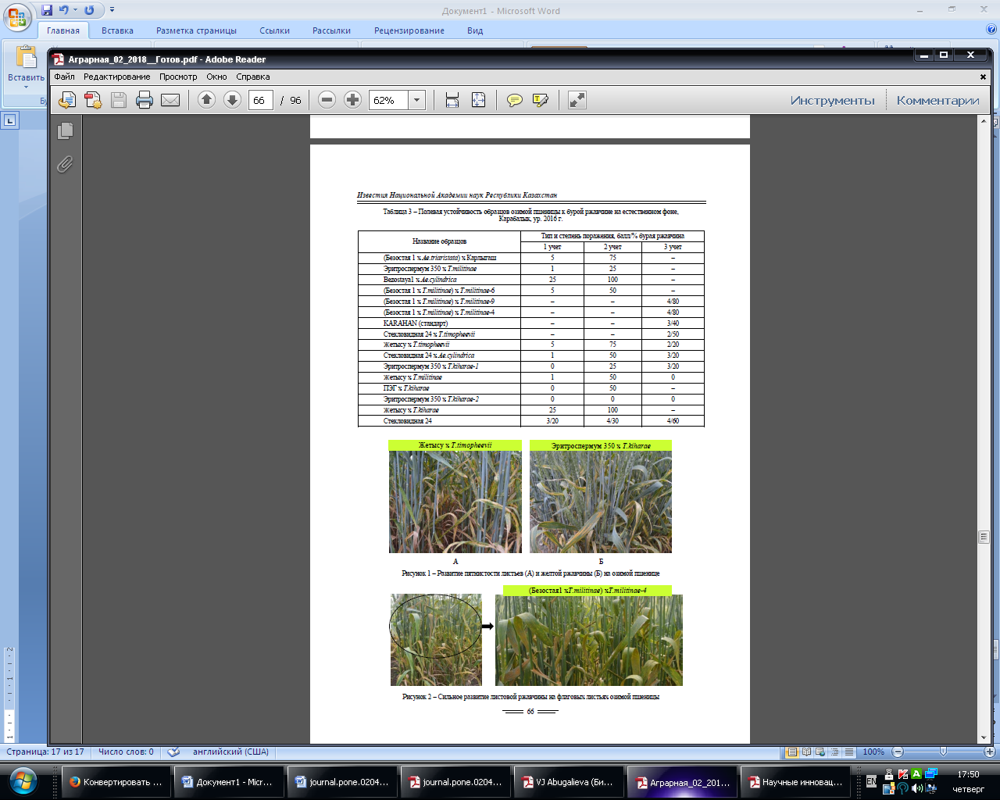 Документ1 - Microsoft Word
Главная Вставка Разметка страницы Ссылки Рассылки Рецензирование Вид
Вставить
Аграрная_02_2018__Готов.pdf - Adobe Reader
Файл Редактирование Просмотр Окно Справка
66 / 96 62% Инструменты Комментарии
Известия Национальной Академии наук Республики Казахстан
Таблица 3 – Полевая устойчивость образцов озимой пшеницы к бурой ржавчине на естественном фоне,
Карабалык, ур. 2016 г.
Название образцов Тип и степень поражения, балл/% бурая ржавчина
1 учет 2 учет 3 учет
(Безостая 1 х Ae.triaristata) х Карлыгаш 5 75 –
Эритроспермум 350 х T.militinae 1 25 –
Bezostaya1 x Ae.cylindrica 25 100 –
(Безостая 1 х T.militinae) х T.militinae-6 5 50 –
(Безостая 1 х T.militinae) х T.militinae-9 – – 4/80
(Безостая 1 х T.militinae) х T.militinae-4 – – 4/80
KARAHAN (стандарт) – – 3/40
Стекловидная 24 х T.timopheevii – – 2/50
Жетысу х T.timopheevii 5 75 2/20
Стекловидная 24 х Ae.cylindrica 1 50 3/20
Эритроспермум 350 х T.kiharae-1 0 25 3/20
Жетысу х T.militinae 1 50 0
ПЭГ х T.kiharae 0 50 –
Эритроспермум 350 х T.kiharae-2 0 0 0
Жетысу х T.kiharae 25 100 –
Стекловидная 24 3/20 4/30 4/60
Жетысу х T.timopheevii Эритроспермум 350 х T.kiharae
А Б
Рисунок 1 – Развитие пятнистости листьев (А) и желтой ржавчины (Б) на озимой пшенице
(Безостая1 хT.militinae) хT.militinae-4
Рисунок 2 – Сильное развитие листовой ржавчины на флаговых листьях озимой пшеницы
66
Страница: 17 из 17 Число слов: 0 английский (США) 100%
Конвертировать ... Документ1 - Micr... journal.pone.0204... journal.pone.0204... VJ Abugalieva (Би... Аграрная_02_201... Научные инновац... EN 17:50
четверг